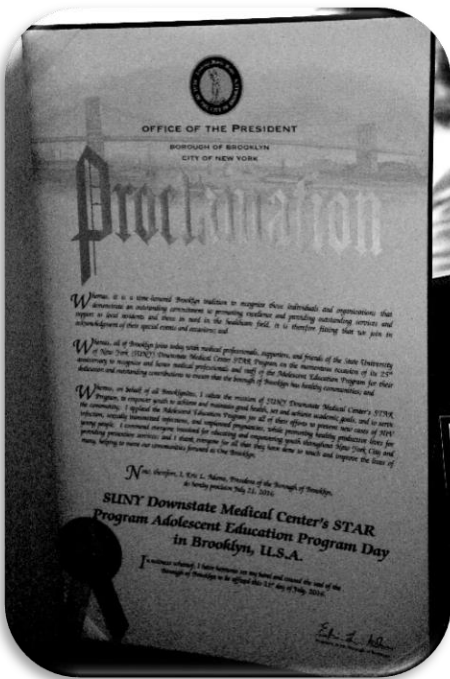 OFFICE OF THE PRESIDENT
BOROUGH OF BROOKLYN
CITY OF NEW YORK
Proclamation
Whereas, it is a time-honored Brooklyn tradition to recognize those individuals and organizations that
demonstrate an outstanding commitment to promoting excellence and providing outstanding services and
support to local residents and those in need in the healthcare field, it is therefore fitting that we join in
acknowledgment of their special events and occasions; and
Whereas, all of Brooklyn joins today with medical professionals, supporters, and friends of the State University
of New York (SUNY) Downstate Medical Center STAR Program, on the momentous occasion of its 25th
anniversary to recognize and honor medical professionals and staff of the Adolescent Education Program for their
dedication and outstanding contributions to ensure that the borough of Brooklyn has healthy communities; and
Whereas, on behalf of all Brooklynites, I salute the mission of SUNY Downstate Medical Center's STAR
Program, to empower youth to achieve and maintain good health, set and achieve academic goals, and to serve
the community; I applaud the Adolescent Education Program for all of their efforts to prevent new cases of HIV
infection, sexually transmitted infections, and unplanned pregnancies, while promoting healthy productive lives for
young people; I commend everyone involved for educating and empowering youth throughout New York City and
providing prevention services; and I thank everyone for all they have done to touch and improve the lives of
many, helping to move our communities forward as One Brooklyn.
Now, therefore, I, Eric L. Adams, President of the Borough of Brooklyn,
do hereby proclaim July 21, 2016,
SUNY Downstate Medical Center's STAR
Program Adolescent Education Program Day
in Brooklyn, U.S.A.
In witness whereof, I have hereunto set my hand and caused the seal of the
Borough of Brooklyn to be affixed this 21st day of July, 2016.